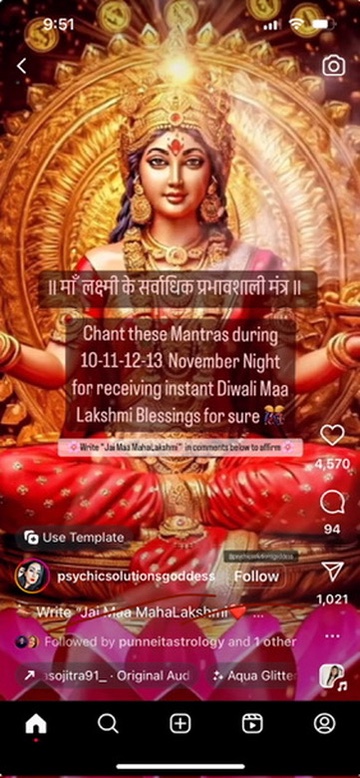 9:51
॥ माँ लक्ष्मी के सर्वाधिक प्रभावशाली मंत्र ॥
Chant these Mantras during
10-11-12-13 November Night
for receiving instant Diwali Maa
Lakshmi Blessings for sure 🎊
Write "Jai Maa MahaLakshmi" in comments below to affirm
4,570
94
Use Template
@psychicsolutionsgoddess
psychicsolutionsgoddess Follow
1,021
Write "Jai Maa MahaLakshmi ❤️ ...
Followed by punneitastrology and 1 other
asojitra91_ · Original Aud
Aqua Glitter